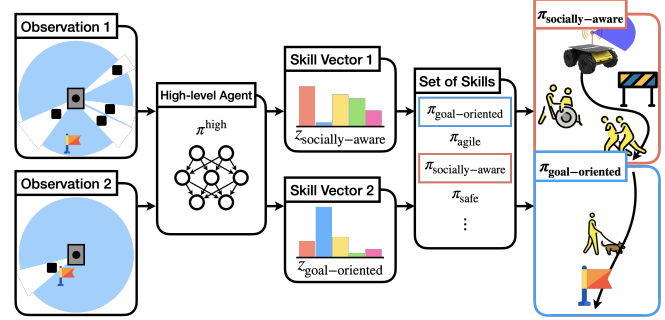 Observation 1
Observation 2
High-level Agent
π^high
Skill Vector 1
z_socially−aware
Skill Vector 2
z_goal−oriented
Set of Skills
π_goal−oriented
π_agile
π_socially−aware
π_safe
⋮
π_socially−aware
π_goal−oriented